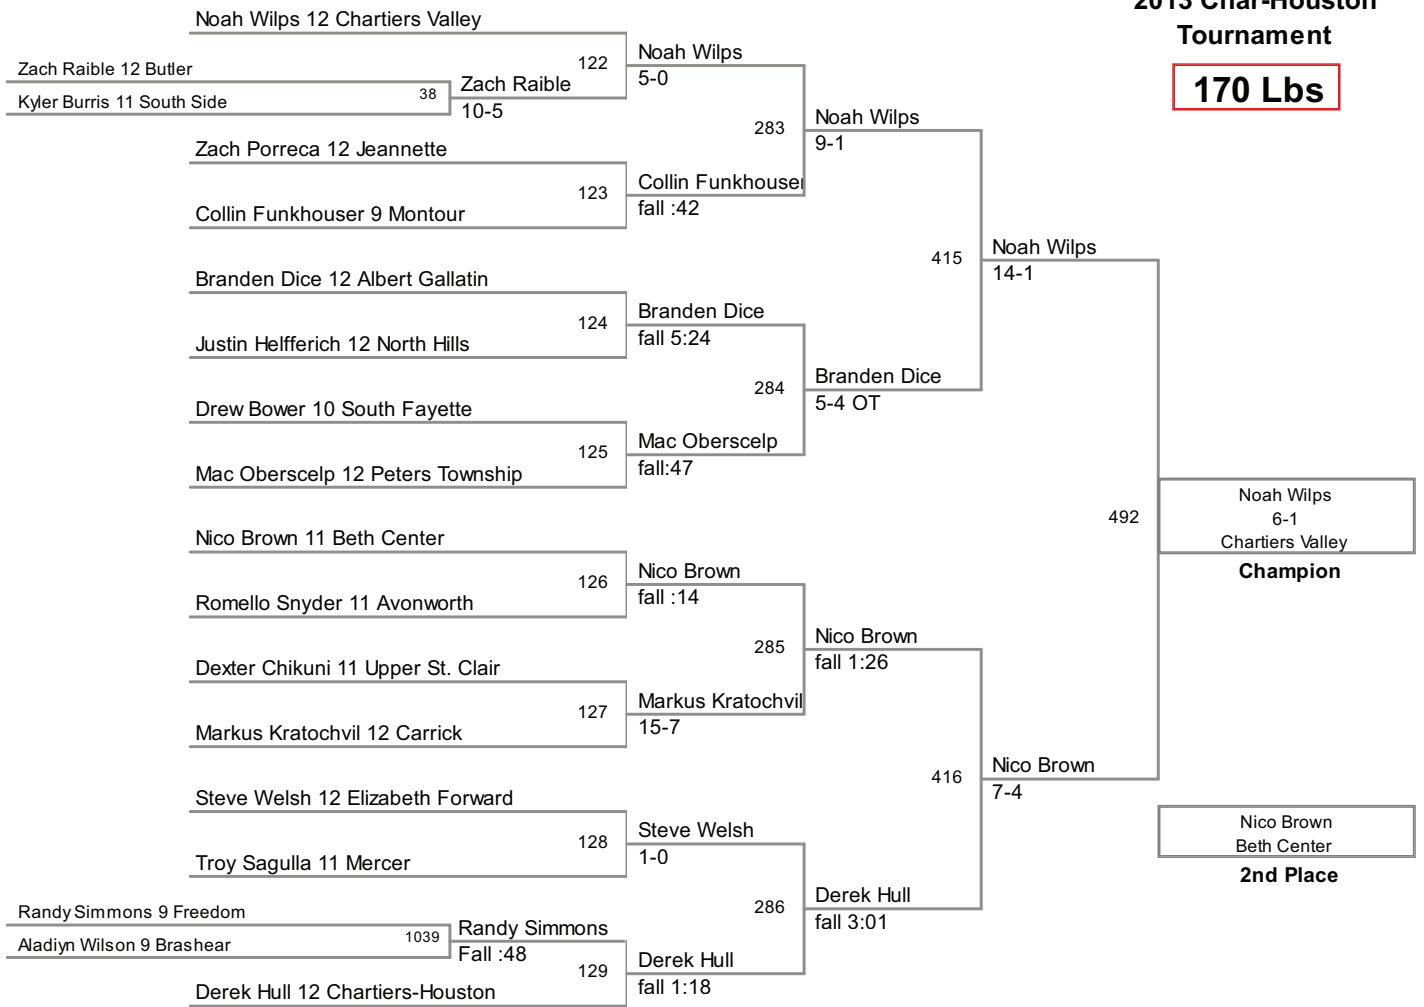 2013 Char-Houston
Tournament
170 Lbs
Noah Wilps 12 Chartiers Valley
Zach Raible 12 Butler
Kyler Burris 11 South Side
38
Zach Raible
10-5
122
Noah Wilps
5-0
Zach Porreca 12 Jeannette
Collin Funkhouser 9 Montour
123
Collin Funkhouser
fall :42
283
Noah Wilps
9-1
Branden Dice 12 Albert Gallatin
Justin Helfferich 12 North Hills
124
Branden Dice
fall 5:24
Drew Bower 10 South Fayette
Mac Oberscelp 12 Peters Township
125
Mac Oberscelp
fall:47
284
Branden Dice
5-4 OT
415
Noah Wilps
14-1
Nico Brown 11 Beth Center
Romello Snyder 11 Avonworth
126
Nico Brown
fall :14
Dexter Chikuni 11 Upper St. Clair
Markus Kratochvil 12 Carrick
127
Markus Kratochvil
15-7
285
Nico Brown
fall 1:26
Steve Welsh 12 Elizabeth Forward
Troy Sagulla 11 Mercer
128
Steve Welsh
1-0
Randy Simmons 9 Freedom
Aladiyn Wilson 9 Brashear
1039
Randy Simmons
Fall :48
Derek Hull 12 Chartiers-Houston
129
Derek Hull
fall 1:18
286
Derek Hull
fall 3:01
416
Nico Brown
7-4
492
Noah Wilps
6-1
Chartiers Valley
Champion
Nico Brown
Beth Center
2nd Place